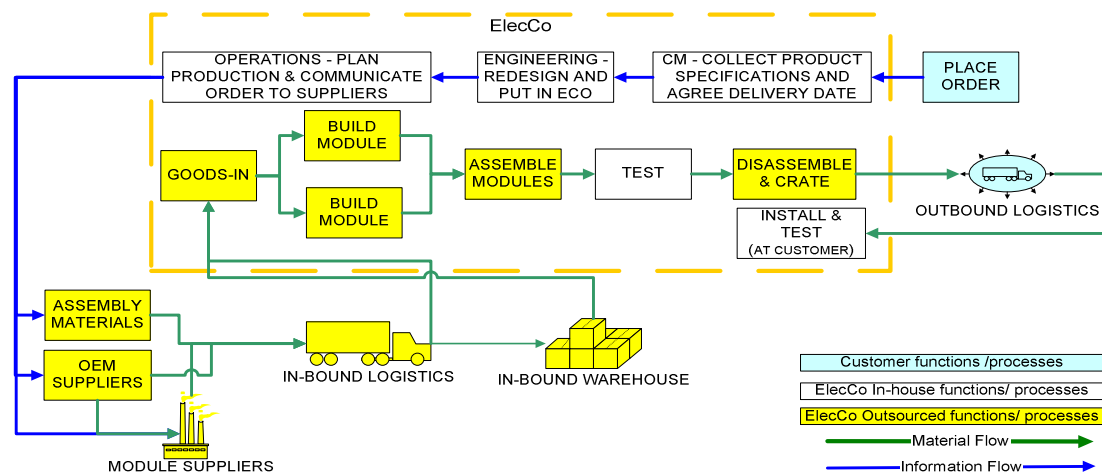 ElecCo
OPERATIONS - PLAN
PRODUCTION & COMMUNICATE
ORDER TO SUPPLIERS
ENGINEERING -
REDESIGN AND
PUT IN ECO
CM - COLLECT PRODUCT
SPECIFICATIONS AND
AGREE DELIVERY DATE
PLACE
ORDER
GOODS-IN
BUILD
MODULE
BUILD
MODULE
ASSEMBLE
MODULES
TEST
DISASSEMBLE
& CRATE
OUTBOUND LOGISTICS
INSTALL &
TEST
(AT CUSTOMER)
ASSEMBLY
MATERIALS
OEM
SUPPLIERS
MODULE SUPPLIERS
IN-BOUND LOGISTICS
IN-BOUND WAREHOUSE
Customer functions /processes
ElecCo In-house functions/ processes
ElecCo Outsourced functions/ processes
Material Flow
Information Flow